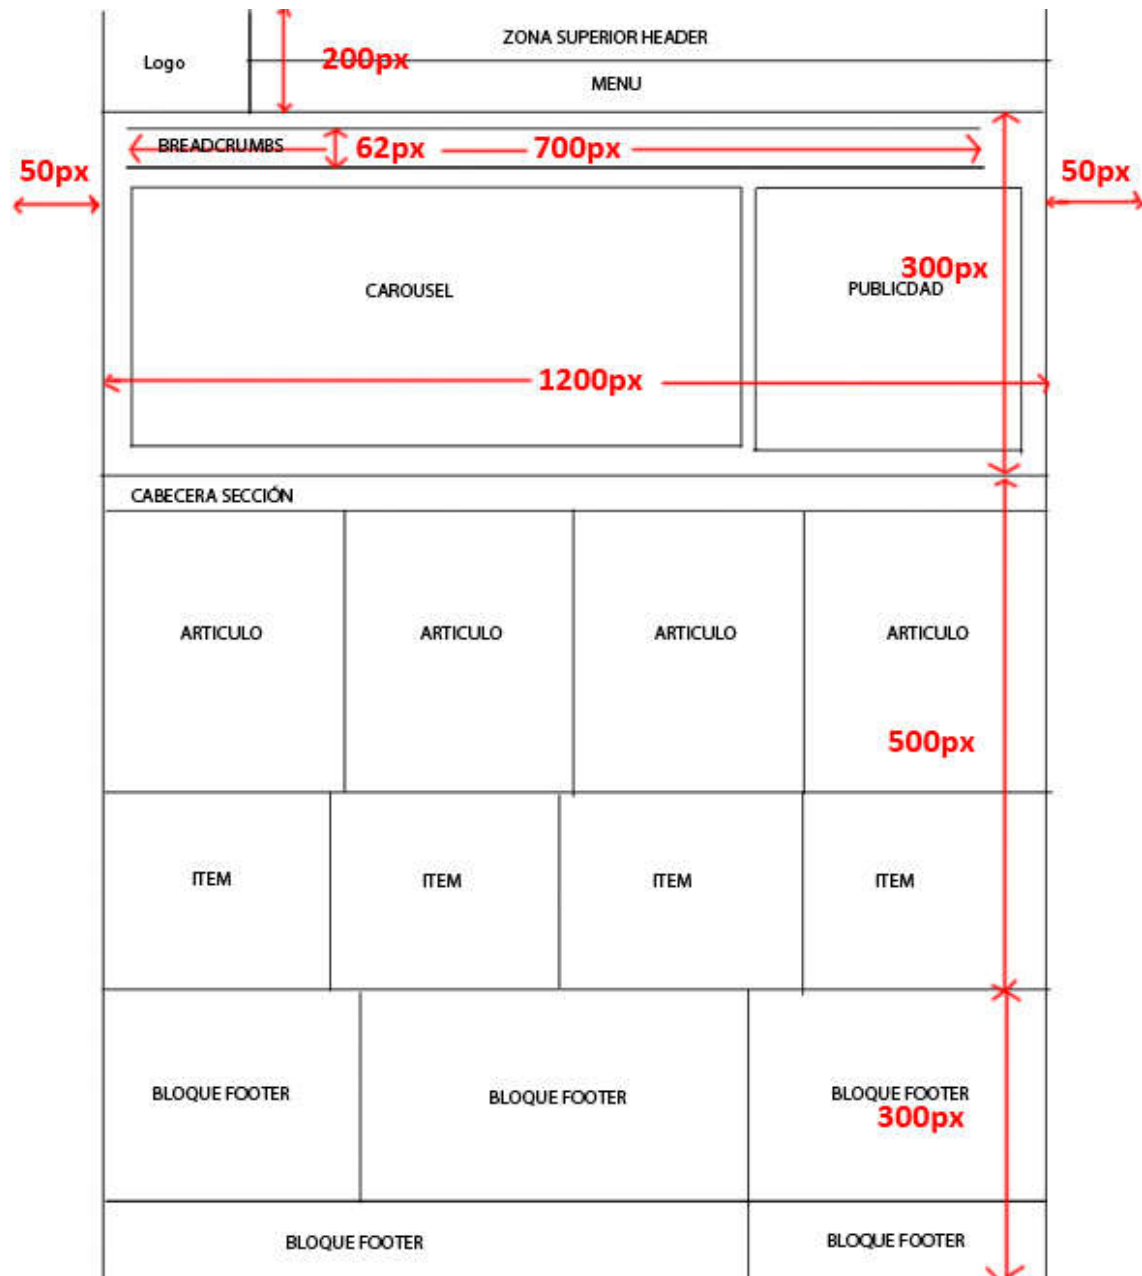 ZONA SUPERIOR HEADER
Logo
200px
MENU
BREADCRUMBS
62px
700px
50px
50px
300px
CAROUSEL
PUBLICDAD
1200px
CABECERA SECCIÓN
ARTICULO ARTICULO ARTICULO ARTICULO
500px
ITEM ITEM ITEM ITEM
BLOQUE FOOTER BLOQUE FOOTER BLOQUE FOOTER
300px
BLOQUE FOOTER BLOQUE FOOTER